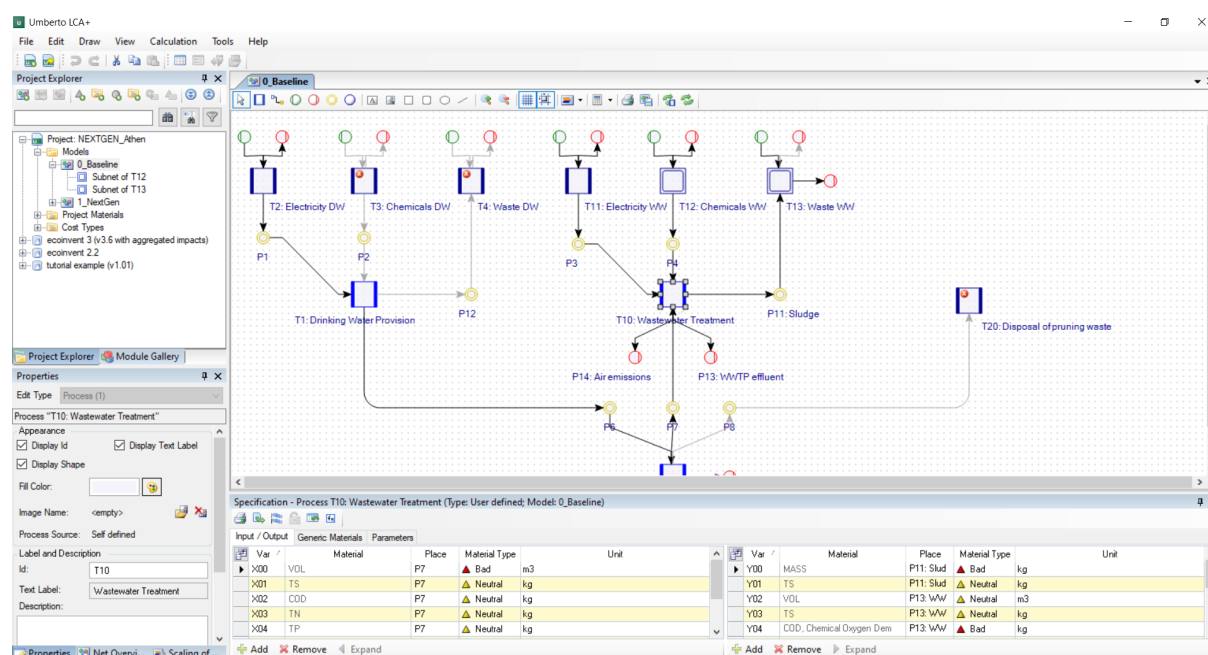 Umberto LCA+
File Edit Draw View Calculation Tools Help
Project Explorer
0_Baseline
Project: NEXTGEN_Athen
Models
0_Baseline
Subnet of T12
Subnet of T13
1_NextGen
Project Materials
Cost Types
ecoinvent 3 (v3.6 with aggregated impacts)
ecoinvent 2.2
tutorial example (v1.01)
Project Explorer Module Gallery
T2: Electricity DW T3: Chemicals DW T4: Waste DW T11: Electricity WW T12: Chemicals WW T13: Waste WW
P1 P2 P3 P4
T1: Drinking Water Provision P12 T10: Wastewater Treatment P11: Sludge
T20: Disposal of pruning waste
P14: Air emissions P13: WWTP effluent
P6 P7 P8
Properties
Edit Type Process (1)
Process "T10: Wastewater Treatment"
Appearance
Display Id Display Text Label
Display Shape
Fill Color:
Image Name: <empty>
Process Source: Self defined
Label and Description
Id: T10
Text Label: Wastewater Treatment
Description:
Properties Net Overvi... Scaling of
Specification - Process T10: Wastewater Treatment (Type: User defined; Model: 0_Baseline)
Input / Output Generic Materials Parameters
Var Material Place Material Type Unit
X00 VOL P7 Bad m3
X01 TS P7 Neutral kg
X02 COD P7 Neutral kg
X03 TN P7 Neutral kg
X04 TP P7 Neutral kg
Add Remove Expand
Var Material Place Material Type Unit
Y00 MASS P11: Slud Bad kg
Y01 TS P11: Slud Neutral kg
Y02 VOL P13: WW Neutral m3
Y03 TS P13: WW Neutral kg
Y04 COD, Chemical Oxygen Dem P13: WW Bad kg
Add Remove Expand